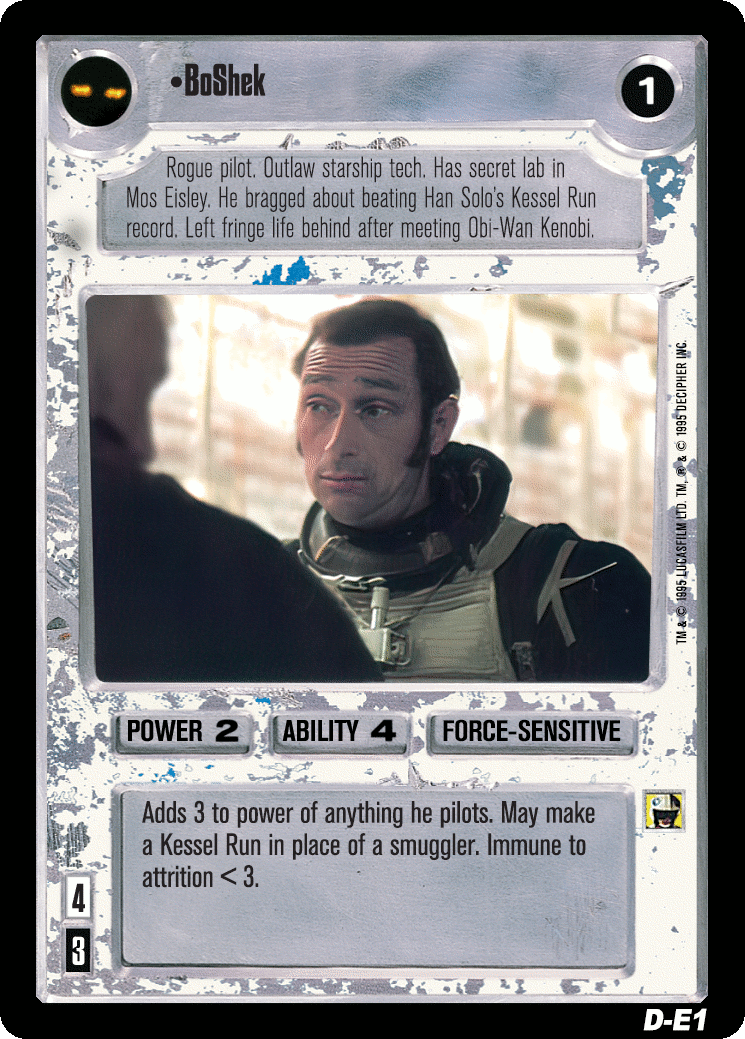 •BoShek
1
Rogue pilot. Outlaw starship tech. Has secret lab in
Mos Eisley. He bragged about beating Han Solo's Kessel Run
record. Left fringe life behind after meeting Obi-Wan Kenobi.
TM & © 1995 LUCASFILM LTD. TM, ® & © 1995 DECIPHER INC.
POWER 2
ABILITY 4
FORCE-SENSITIVE
Adds 3 to power of anything he pilots. May make
a Kessel Run in place of a smuggler. Immune to
attrition < 3.
4
3
D-E1